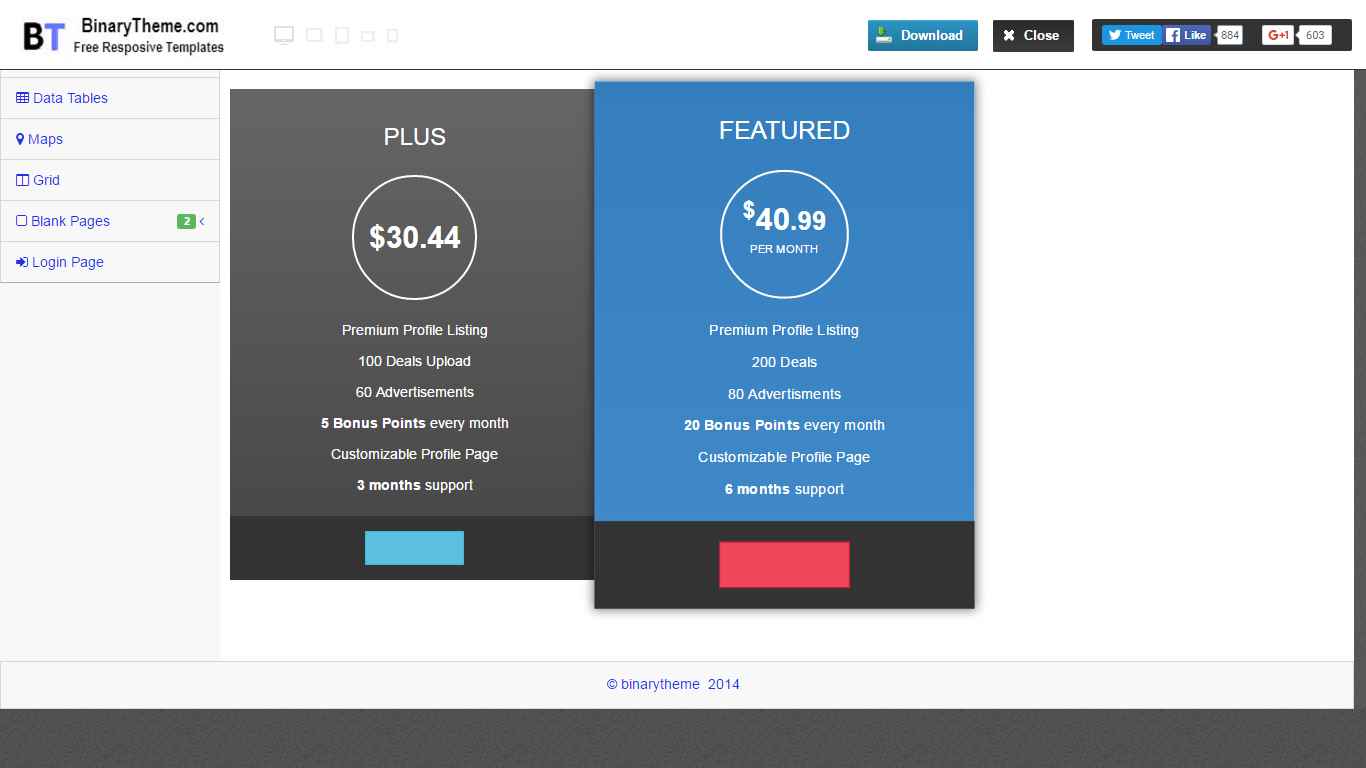 BT BinaryTheme.com
Free Resposive Templates
Download
Close
Tweet
Like
884
G+1
603
Data Tables
Maps
Grid
Blank Pages 2
Login Page
PLUS
$30.44
Premium Profile Listing
100 Deals Upload
60 Advertisements
5 Bonus Points every month
Customizable Profile Page
3 months support
FEATURED
$40.99
PER MONTH
Premium Profile Listing
200 Deals
80 Advertisments
20 Bonus Points every month
Customizable Profile Page
6 months support
© binarytheme 2014